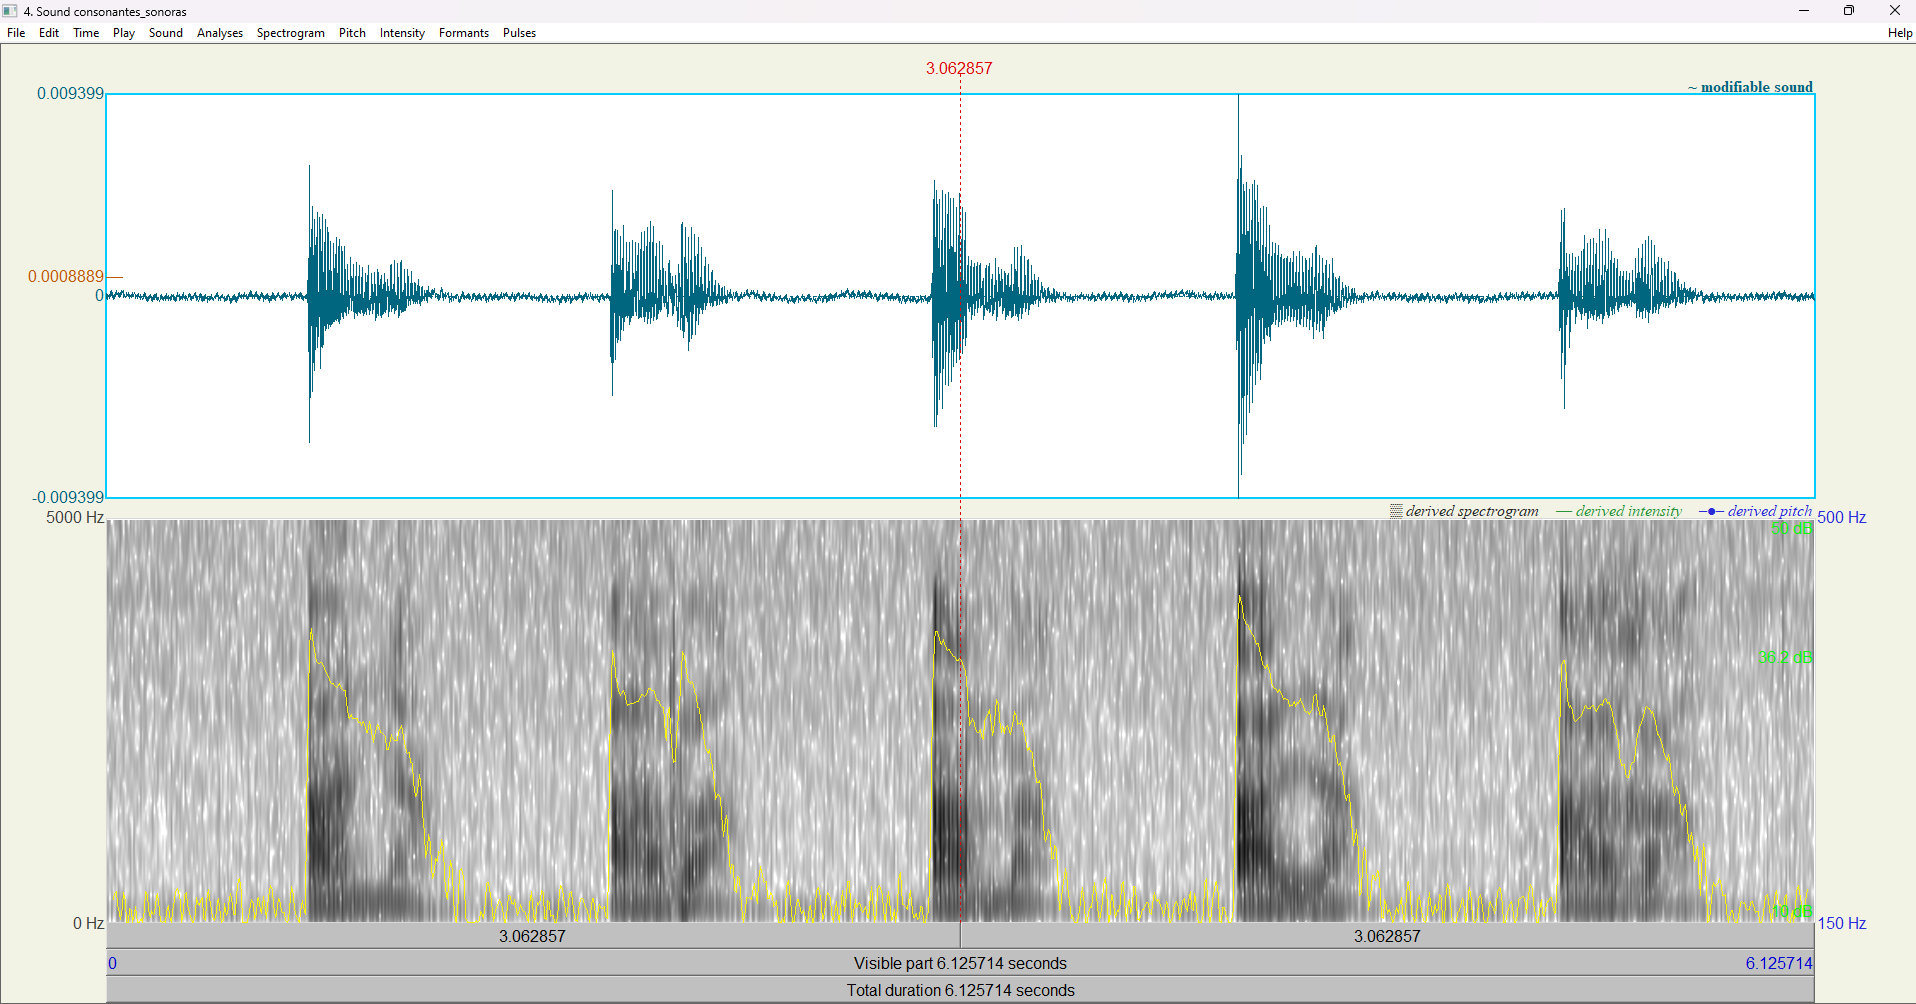 4. Sound consonantes_sonoras
File Edit Time Play Sound Analyses Spectrogram Pitch Intensity Formants Pulses Help
3.062857
0.009399
~ modifiable sound
0.0008889
0
-0.009399
5000 Hz
derived spectrogram derived intensity derived pitch
500 Hz
50 dB
36.2 dB
10 dB
0 Hz
150 Hz
3.062857 3.062857
0 Visible part 6.125714 seconds 6.125714
Total duration 6.125714 seconds